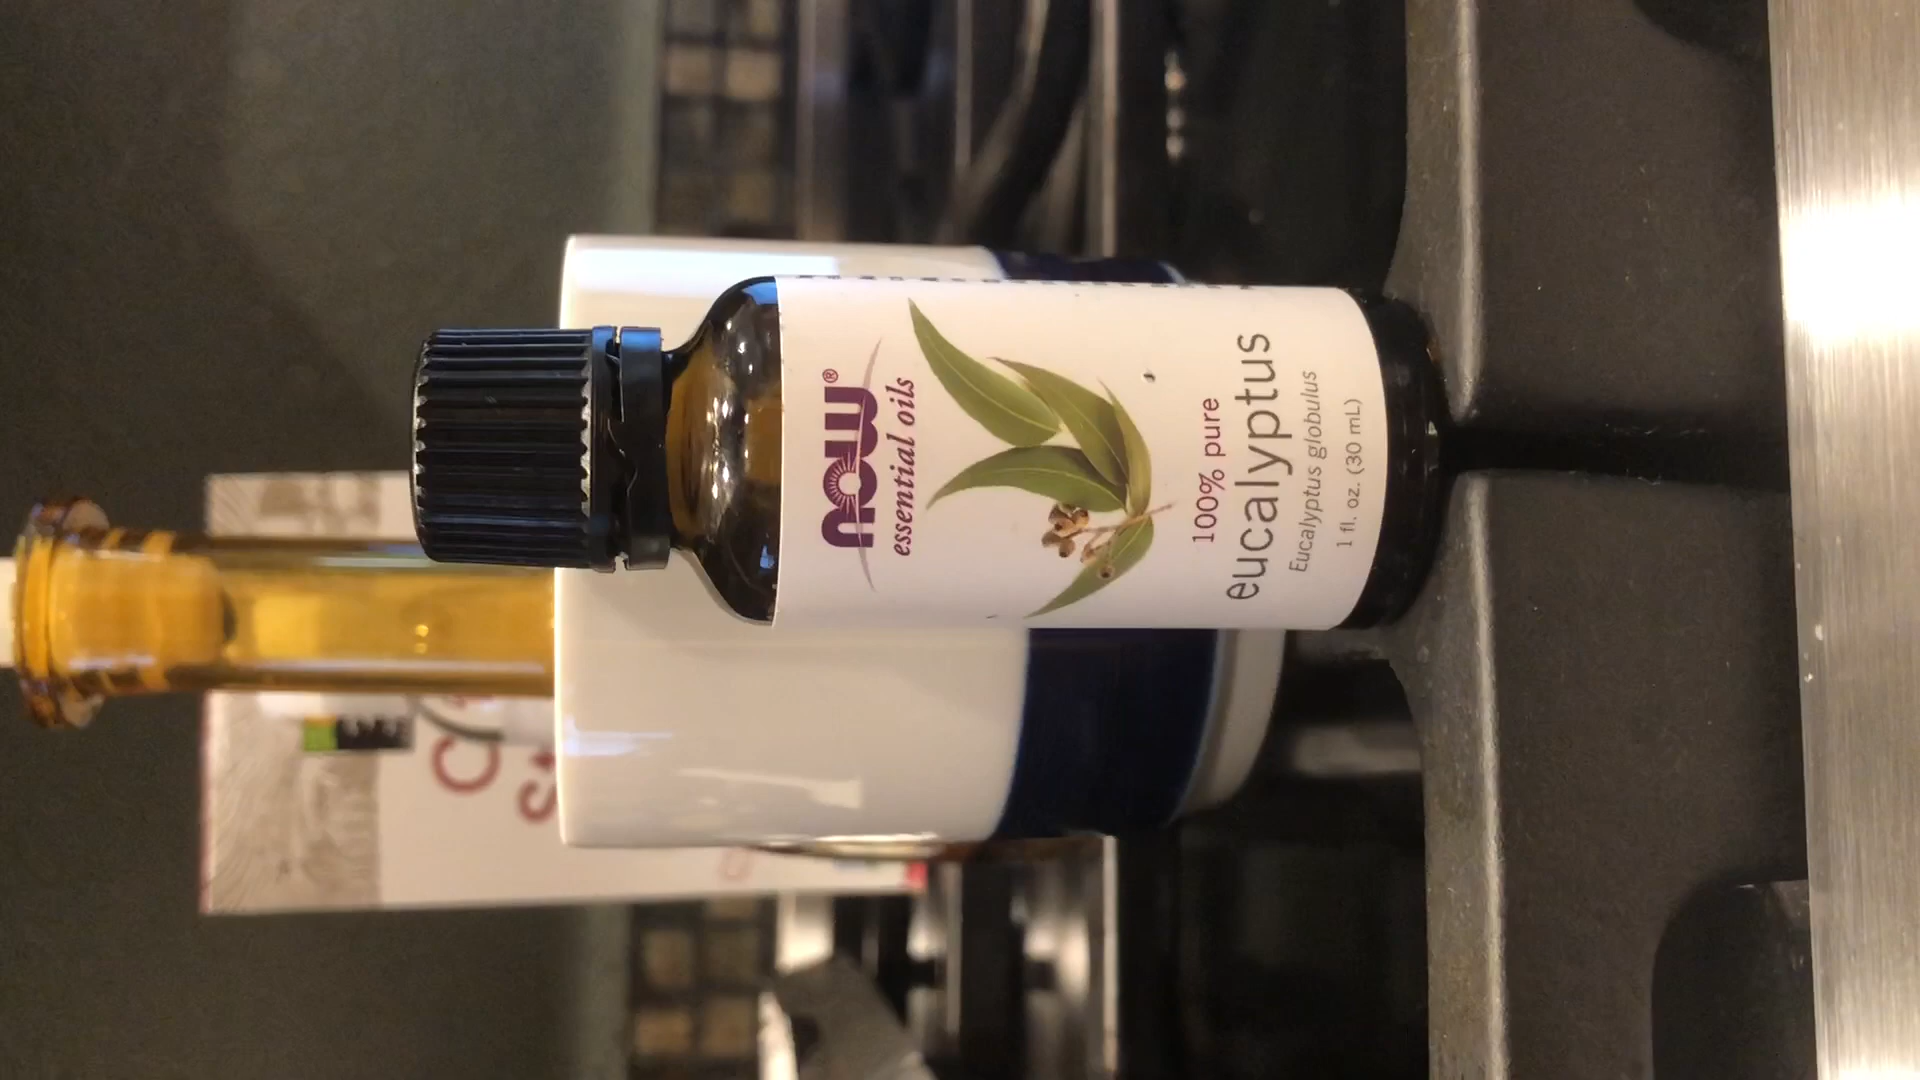 NOW®
essential oils
100% pure
eucalyptus
Eucalyptus globulus
1 fl. oz. (30 mL)